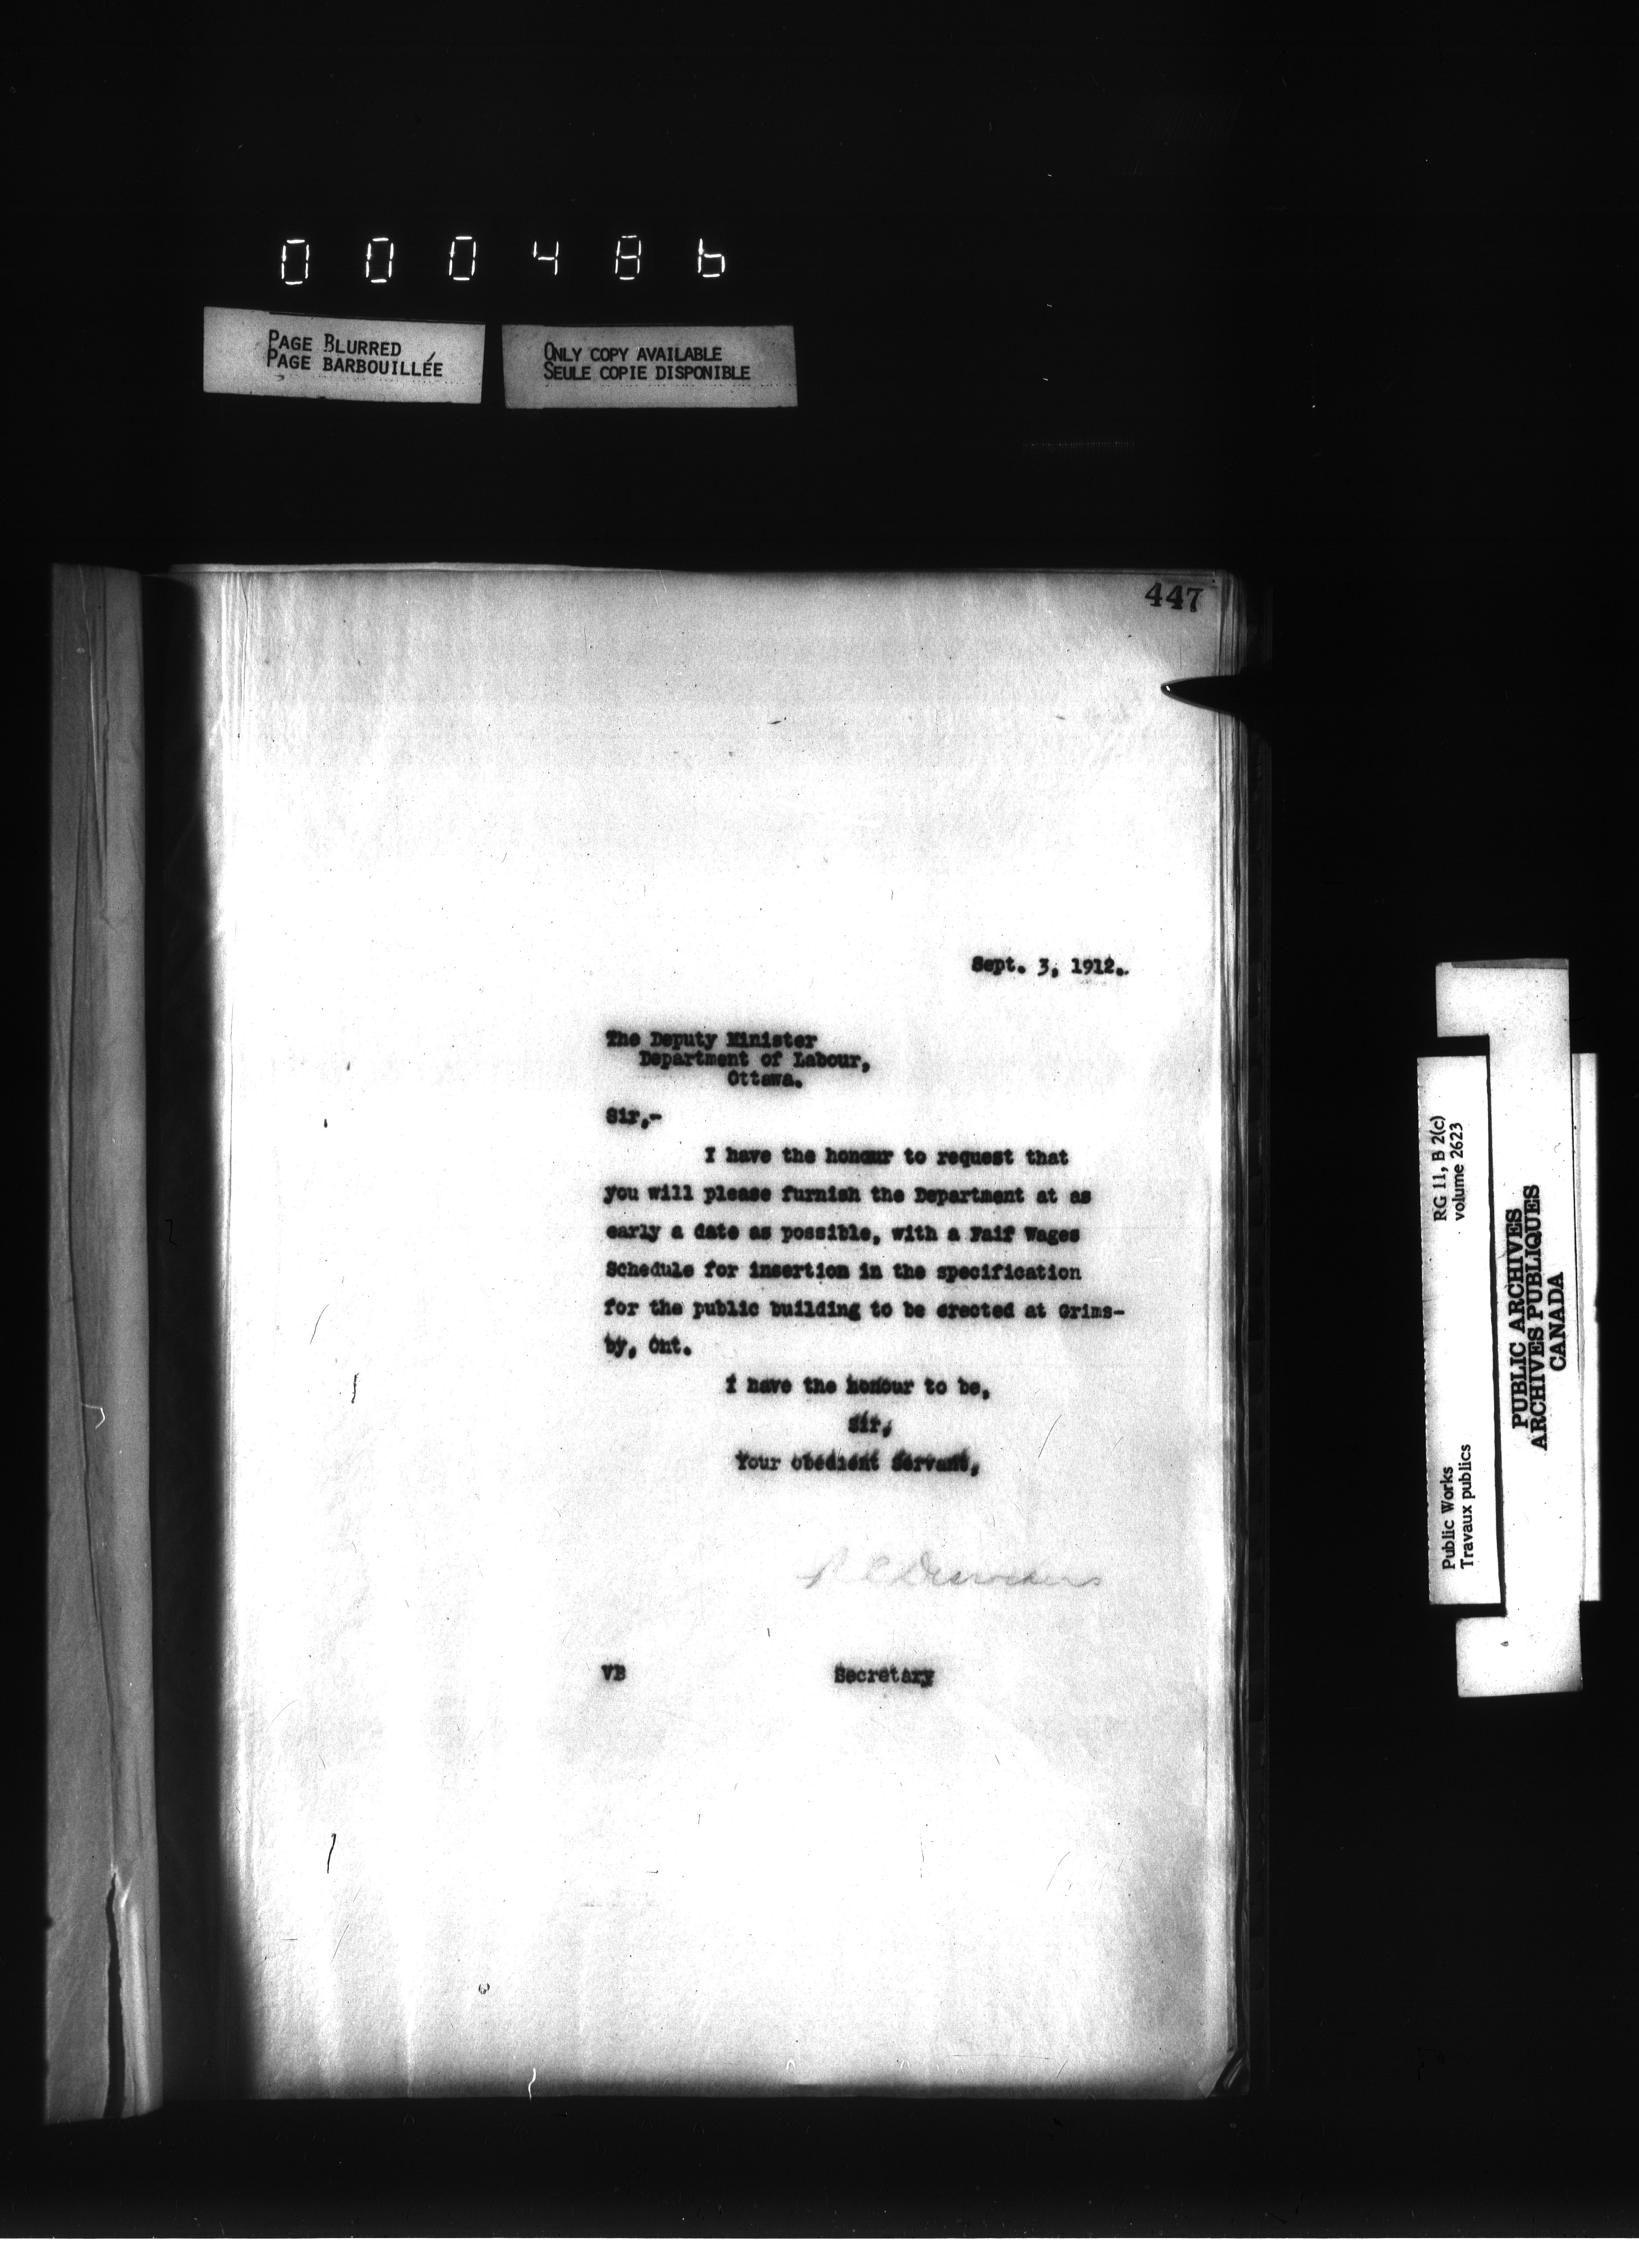 000486
PAGE BLURRED
PAGE BARBOUILLÉE
ONLY COPY AVAILABLE
SEULE COPIE DISPONIBLE
447
Sept. 3, 1912.
The Deputy Minister
Department of Labour,
Ottawa.
Sir,-
I have the honour to request that
you will please furnish the Department at as
early a date as possible, with a Faif Wages
Schedule for insertion in the specification
for the public building to be erected at Grims-
by, Ont.
I have the honour to be,
Sir,
Your obedient Servant,
R C Desrochers
VB
Secretary
RG 11, B 2(c)
volume 2623
Public Works
Travaux publics
PUBLIC ARCHIVES
ARCHIVES PUBLIQUES
CANADA